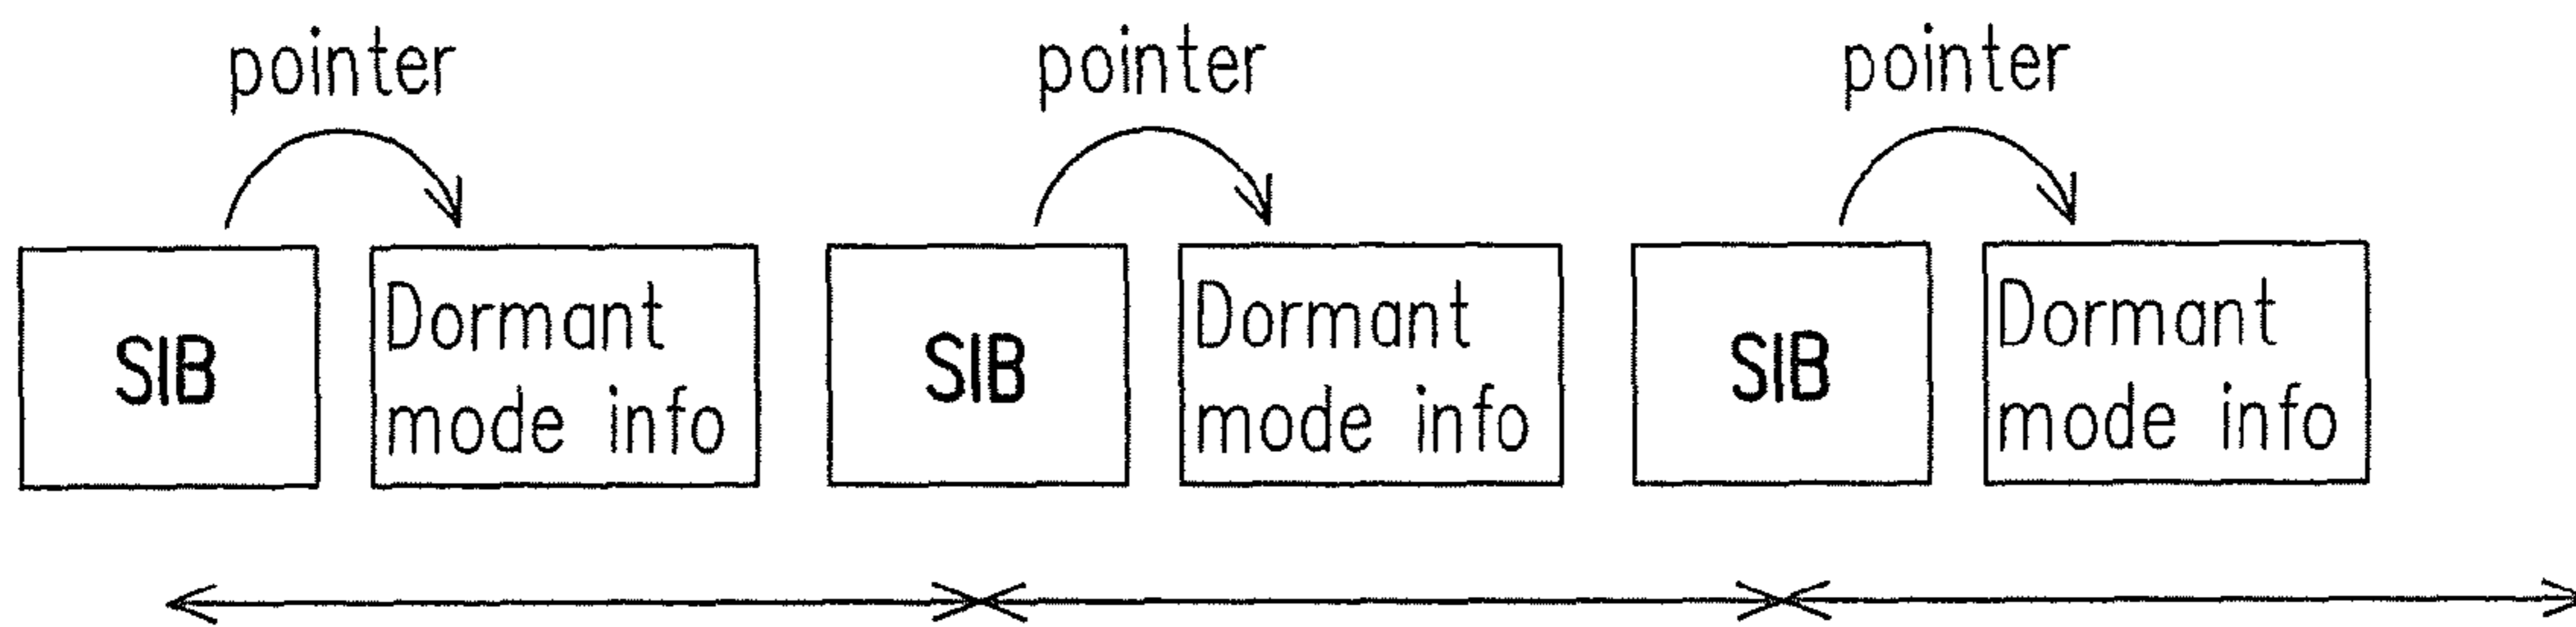 pointer pointer pointer
SIB Dormant mode info SIB Dormant mode info SIB Dormant mode info